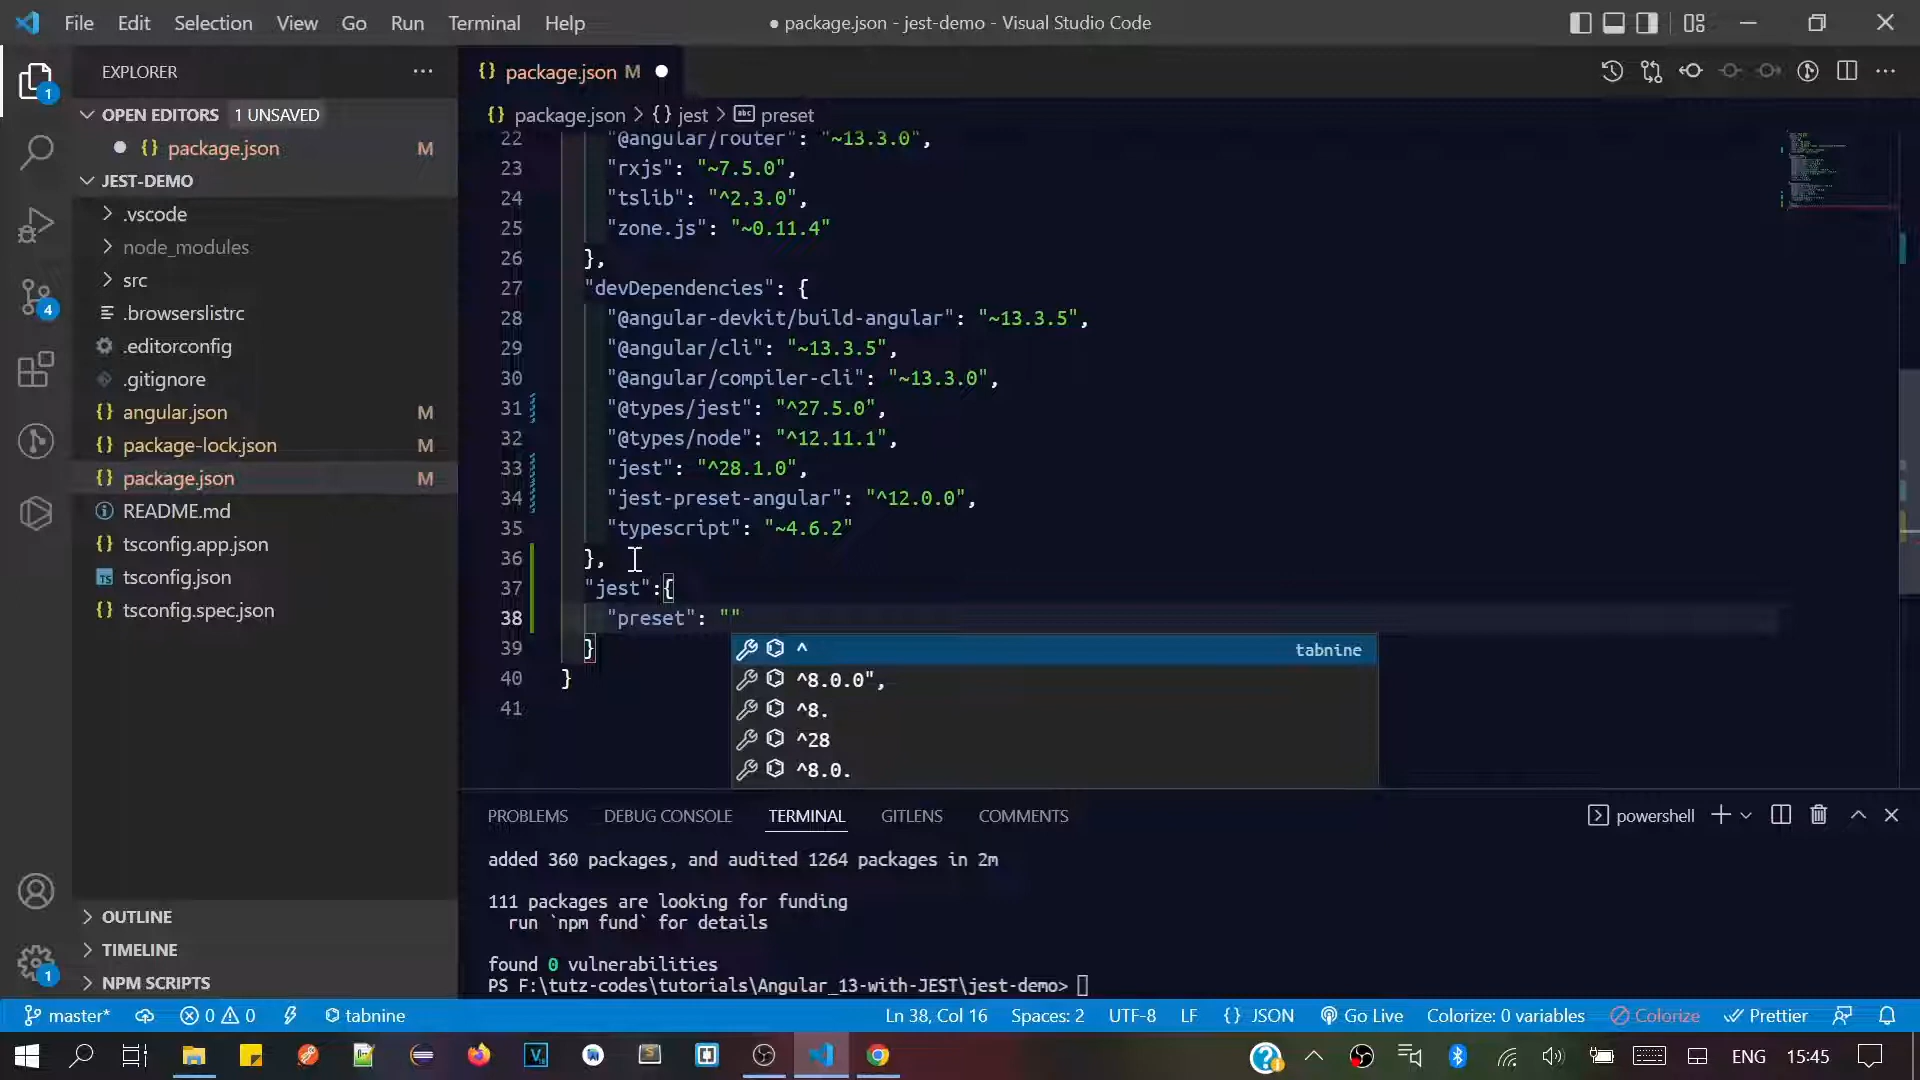 File Edit Selection View Go Run Terminal Help
● package.json - jest-demo - Visual Studio Code
EXPLORER
OPEN EDITORS 1 UNSAVED
package.json M
JEST-DEMO
.vscode
node_modules
src
.browserslistrc
.editorconfig
.gitignore
angular.json M
package-lock.json M
package.json M
README.md
tsconfig.app.json
tsconfig.json
tsconfig.spec.json
OUTLINE
TIMELINE
NPM SCRIPTS
1
4
1
{} package.json M
{} package.json > {} jest > abc preset
22 "@angular/router": "~13.3.0",
23 "rxjs": "~7.5.0",
24 "tslib": "^2.3.0",
25 "zone.js": "~0.11.4"
26 },
27 "devDependencies": {
28 "@angular-devkit/build-angular": "~13.3.5",
29 "@angular/cli": "~13.3.5",
30 "@angular/compiler-cli": "~13.3.0",
31 "@types/jest": "^27.5.0",
32 "@types/node": "^12.11.1",
33 "jest": "^28.1.0",
34 "jest-preset-angular": "^12.0.0",
35 "typescript": "~4.6.2"
36 },
37 "jest":{
38 "preset": ""
39 }
40 }
41
^ tabnine
^8.0.0",
^8.
^28
^8.0.
PROBLEMS DEBUG CONSOLE TERMINAL GITLENS COMMENTS
powershell
added 360 packages, and audited 1264 packages in 2m
111 packages are looking for funding
run `npm fund` for details
found 0 vulnerabilities
PS F:\tutz-codes\tutorials\Angular_13-with-JEST\jest-demo>
master* 0 0 tabnine Ln 38, Col 16 Spaces: 2 UTF-8 LF {} JSON Go Live Colorize: 0 variables Colorize Prettier
ENG 15:45